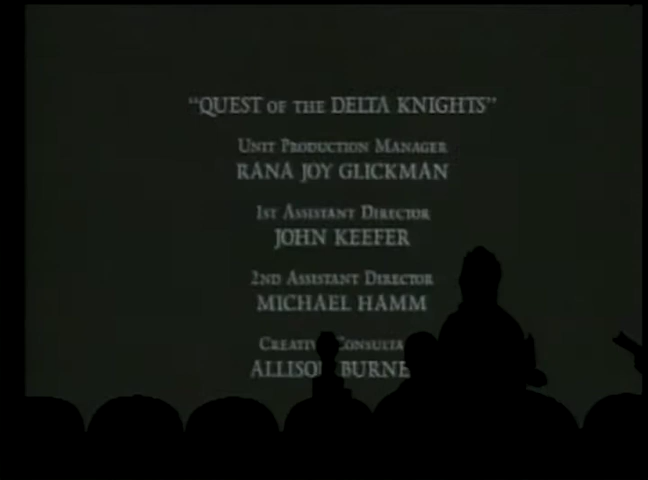 "QUEST OF THE DELTA KNIGHTS"
UNIT PRODUCTION MANAGER
RANA JOY GLICKMAN
1ST ASSISTANT DIRECTOR
JOHN KEEFER
2ND ASSISTANT DIRECTOR
MICHAEL HAMM